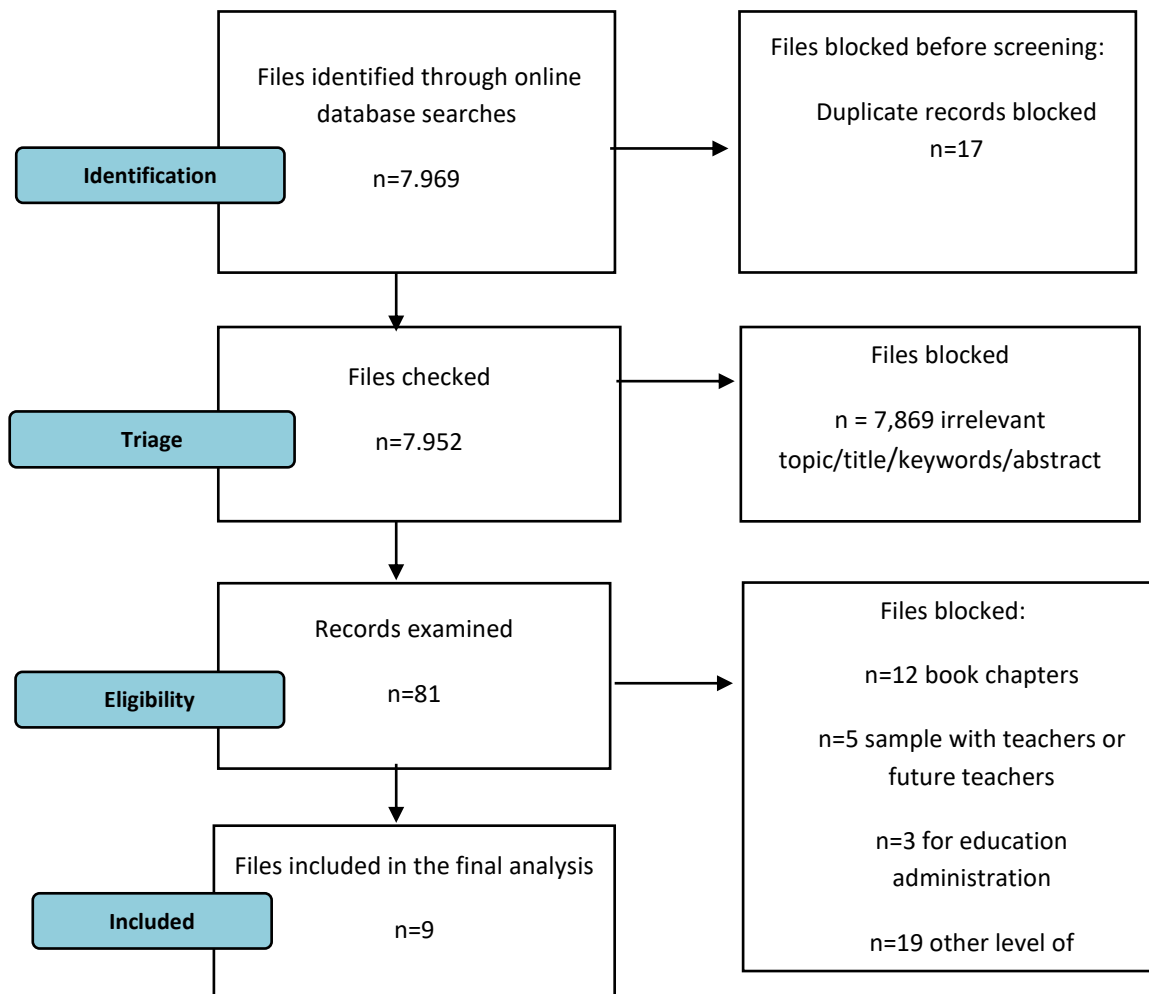 Files identified through online
database searches
n=7.969
Identification
Files blocked before screening:
Duplicate records blocked
n=17
Files checked
n=7.952
Triage
Files blocked
n = 7,869 irrelevant
topic/title/keywords/abstract
Records examined
n=81
Eligibility
Files blocked:
n=12 book chapters
n=5 sample with teachers or
future teachers
n=3 for education
administration
n=19 other level of
Files included in the final analysis
n=9
Included